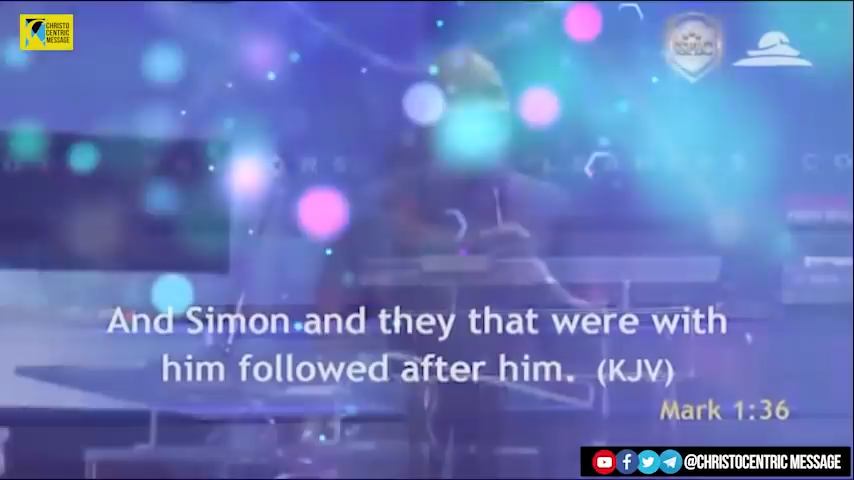 CHRISTO
CENTRIC
MESSAGE
And Simon and they that were with
him followed after him. (KJV)
Mark 1:36
@CHRISTOCENTRIC MESSAGE